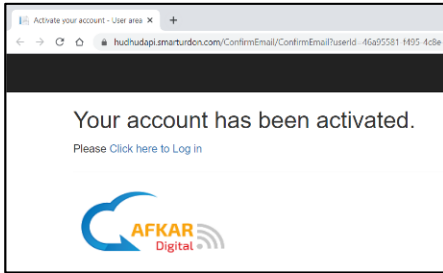 Activate your account - User area
hudhudapi.smarturdon.com/ConfirmEmail/ConfirmEmail?userId=46a95581-f495-4c8e
Your account has been activated.
Please Click here to Log in
AFKAR
Digital